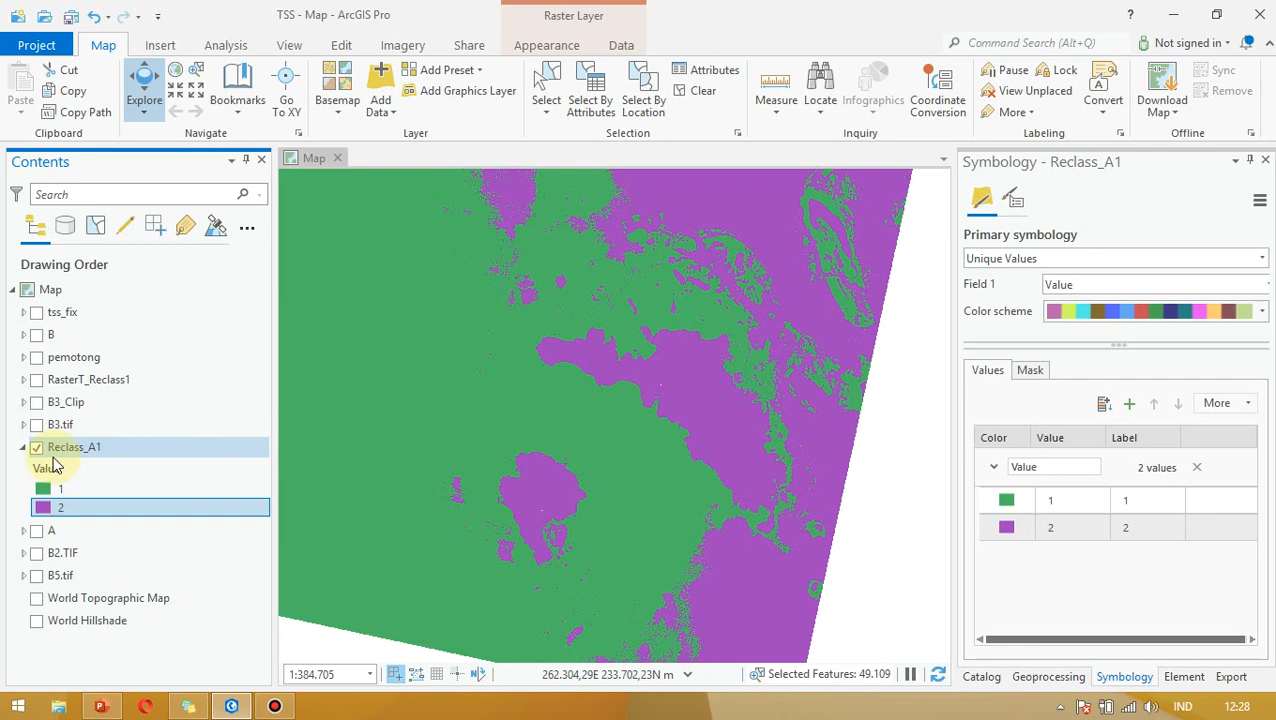 TSS - Map - ArcGIS Pro
Raster Layer
?
Project
Map
Insert
Analysis
View
Edit
Imagery
Share
Appearance
Data
Command Search (Alt+Q)
Not signed in
Paste
Cut
Copy
Copy Path
Clipboard
Explore
Bookmarks
Go To XY
Navigate
Basemap
Add Data
Add Preset
Add Graphics Layer
Layer
Select
Select By Attributes
Select By Location
Attributes
Clear
Selection
Measure
Locate
Infographics
Coordinate Conversion
Inquiry
Pause
Lock
View Unplaced
More
Convert
Labeling
Download Map
Sync
Remove
Offline
Contents
Search
Drawing Order
Map
tss_fix
B
pemotong
RasterT_Reclass1
B3_Clip
B3.tif
Reclass_A1
Value
1
2
A
B2.TIF
B5.tif
World Topographic Map
World Hillshade
Map
1:384.705
262.304,29E 233.702,23N m
Selected Features: 49.109
Symbology - Reclass_A1
Primary symbology
Unique Values
Field 1
Value
Color scheme
Values
Mask
More
Color
Value
Label
Value
2 values
1
1
2
2
Catalog
Geoprocessing
Symbology
Element
Export
IND
12:28